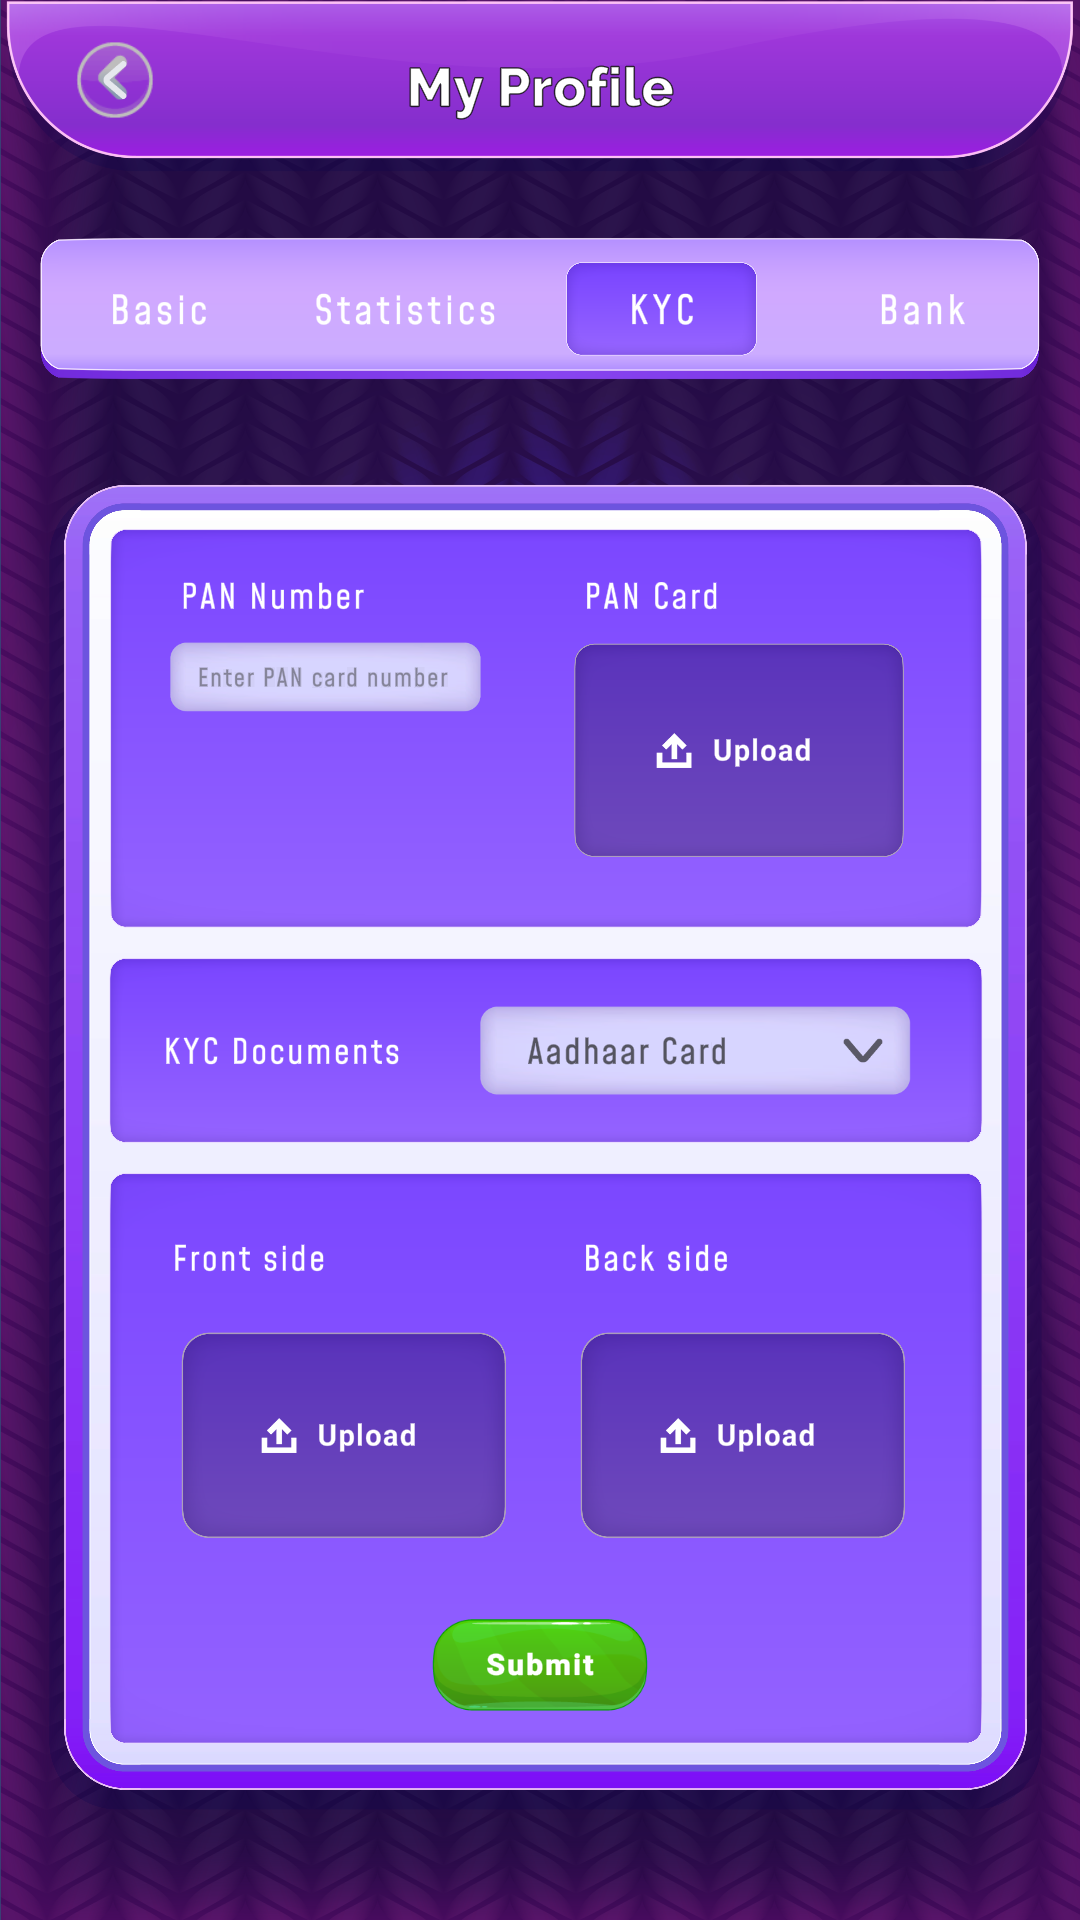 My Profile
Basic
Statistics
KYC
Bank
PAN Number
PAN Card
Enter PAN card number
Upload
KYC Documents
Aadhaar Card
Front side
Back side
Upload
Upload
Submit